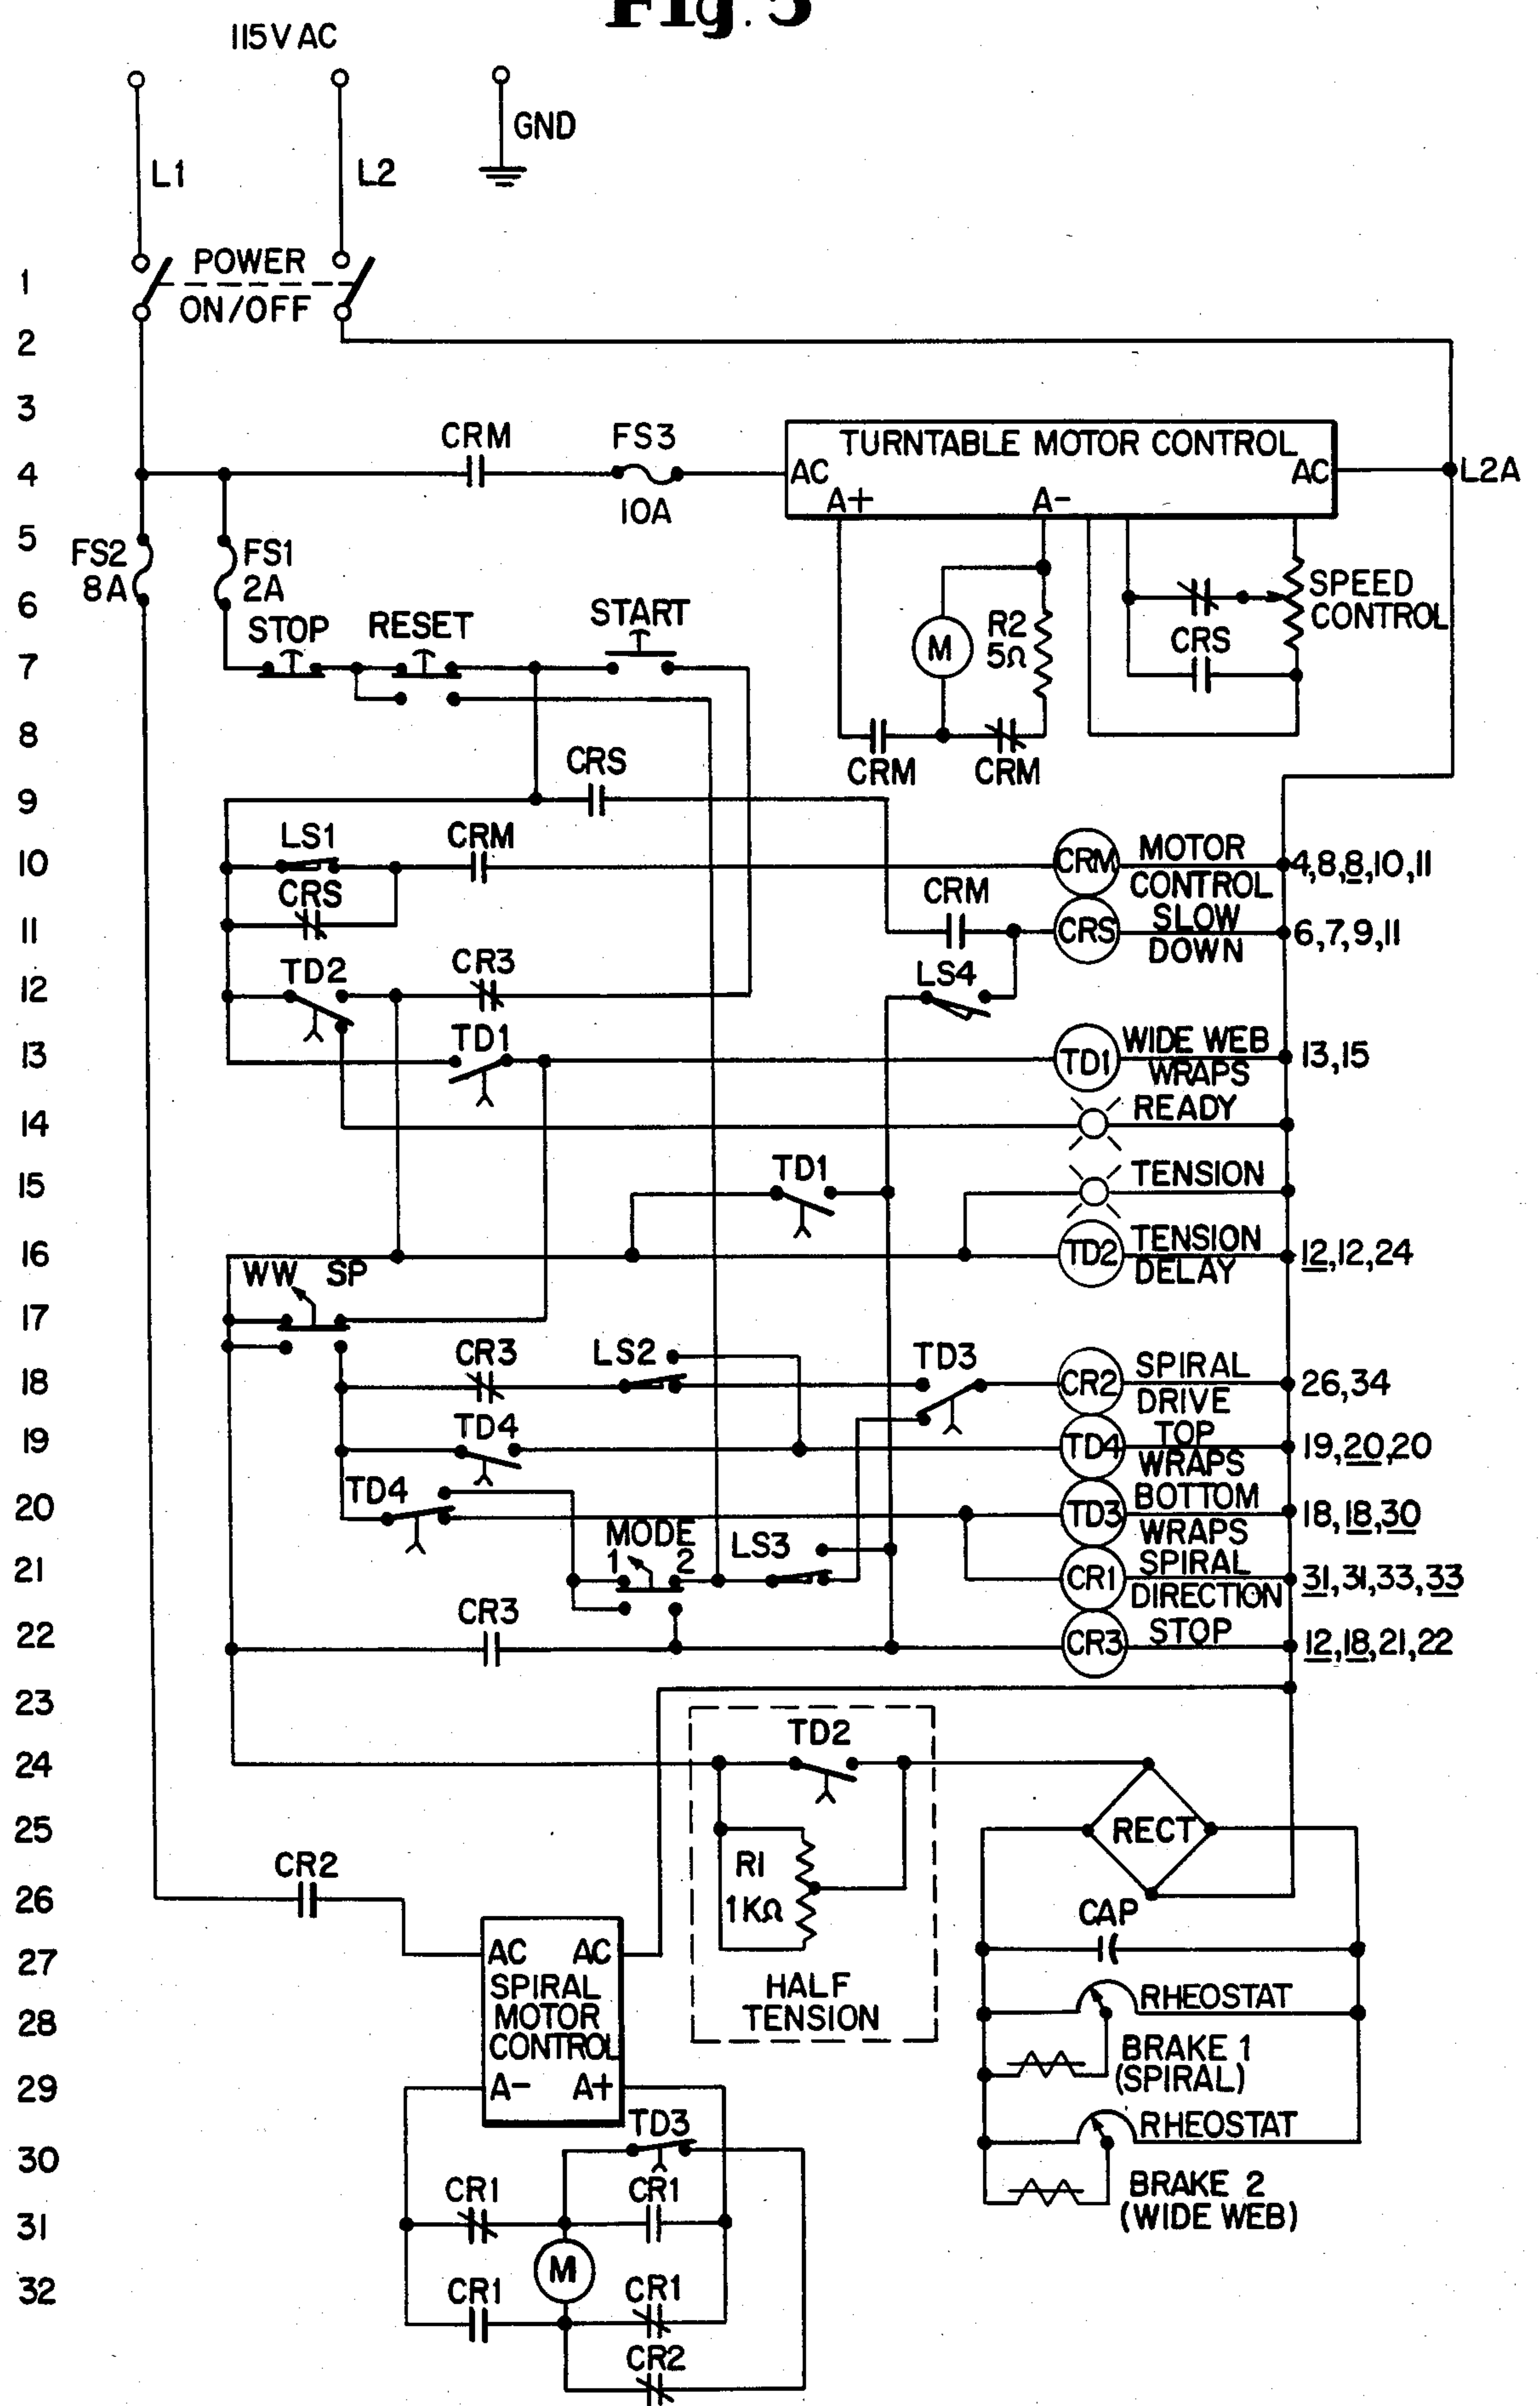 Fig. 5
115V AC
GND
L1 L2
1 POWER
ON/OFF
2
3
CRM FS3 TURNTABLE MOTOR CONTROL
4 AC AC L2A
10A A+ A-
5
FS2 FS1
8A 2A
SPEED
CONTROL
6
STOP RESET START
R2
5Ω
M
CRS
7
8
CRM CRM
CRS
9
LS1 CRM
10 CRM MOTOR CONTROL 4,8,8,10,11
CRS CRM
11 CRS SLOW DOWN 6,7,9,11
TD2 CR3 LS4
12
TD1
13 TD1 WIDE WEB WRAPS 13,15
14 READY
TD1
15 TENSION
16 TD2 TENSION DELAY 12,12,24
WW SP
17
CR3 LS2 TD3
18 CR2 SPIRAL DRIVE 26,34
TD4
19 TD4 TOP WRAPS 19,20,20
TD4
20 TD3 BOTTOM WRAPS 18,18,30
MODE
1 2 LS3
21 CR1 SPIRAL DIRECTION 31,31,33,33
CR3
22 CR3 STOP 12,18,21,22
23
TD2
24
25 RECT
CR2 R1
1KΩ
26
CAP
27 AC AC
SPIRAL
MOTOR
CONTROL
HALF
TENSION
RHEOSTAT
28
BRAKE 1
(SPIRAL)
29 A- A+
TD3 RHEOSTAT
30
CR1 CR1 BRAKE 2
(WIDE WEB)
31
M
32 CR1 CR1
CR2